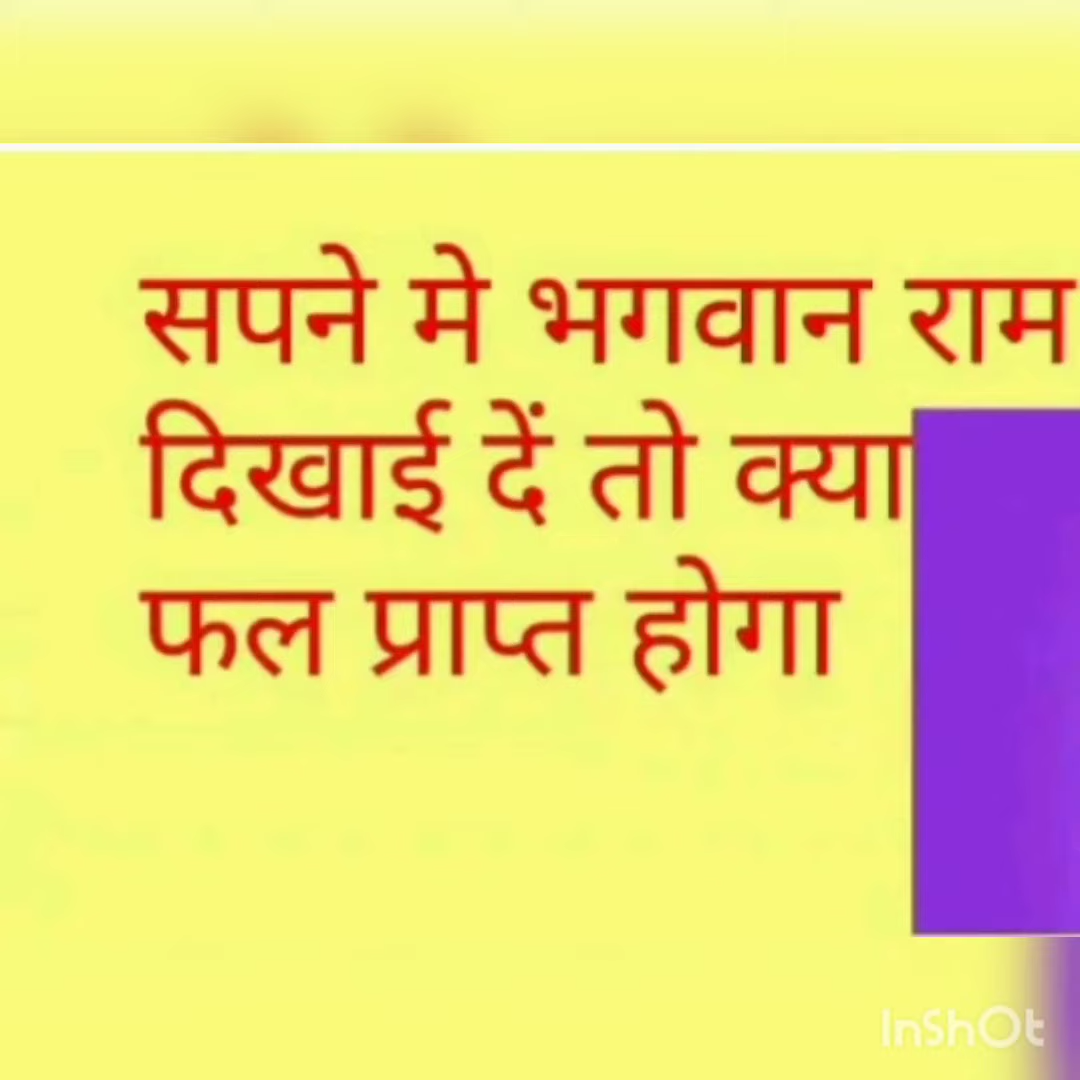 सपने मे भगवान राम
दिखाई दें तो क्या
फल प्राप्त होगा
InShOt